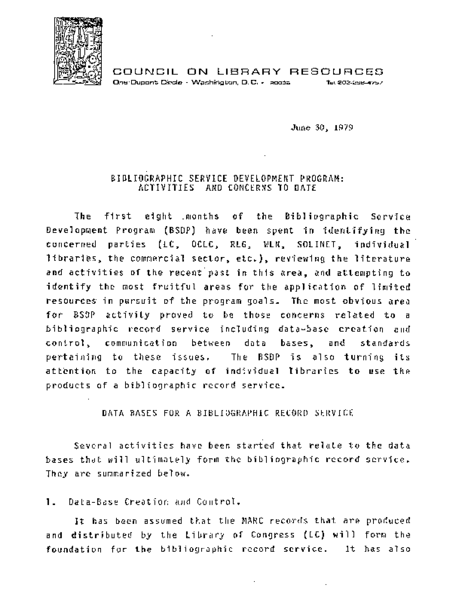 COUNCIL ON LIBRARY RESOURCES
One Dupont Circle - Washington, D.C. • 20036
June 30, 1979
BIBLIOGRAPHIC SERVICE DEVELOPMENT PROGRAM:
ACTIVITIES AND CONCERNS TO DATE
The first eight months of the Bibliographic Service
Development Program (BSDP) have been spent in identifying the
concerned parties (LC, OCLC, RLG, WLN, SOLINET, individual
libraries, the commercial sector, etc.), reviewing the literature
and activities of the recent past in this area, and attempting to
identify the most fruitful areas for the application of limited
resources in pursuit of the program goals. The most obvious area
for BSDP activity proved to be those concerns related to a
bibliographic record service including data-base creation and
control, communication between data bases, and standards
pertaining to these issues. The BSDP is also turning its
attention to the capacity of individual libraries to use the
products of a bibliographic record service.
DATA BASES FOR A BIBLIOGRAPHIC RECORD SERVICE
Several activities have been started that relate to the data
bases that will ultimately form the bibliographic record service.
They are summarized below.
1. Data-Base Creation and Control.
It has been assumed that the MARC records that are produced
and distributed by the Library of Congress (LC) will form the
foundation for the bibliographic record service. It has also